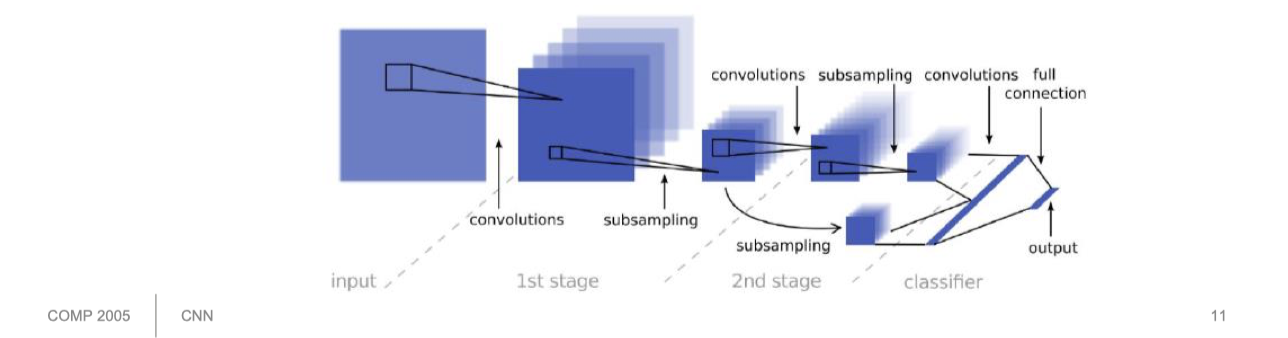 convolutions subsampling convolutions full
connection
convolutions
subsampling
subsampling
output
input
1st stage
2nd stage
classifier
COMP 2005
CNN
11